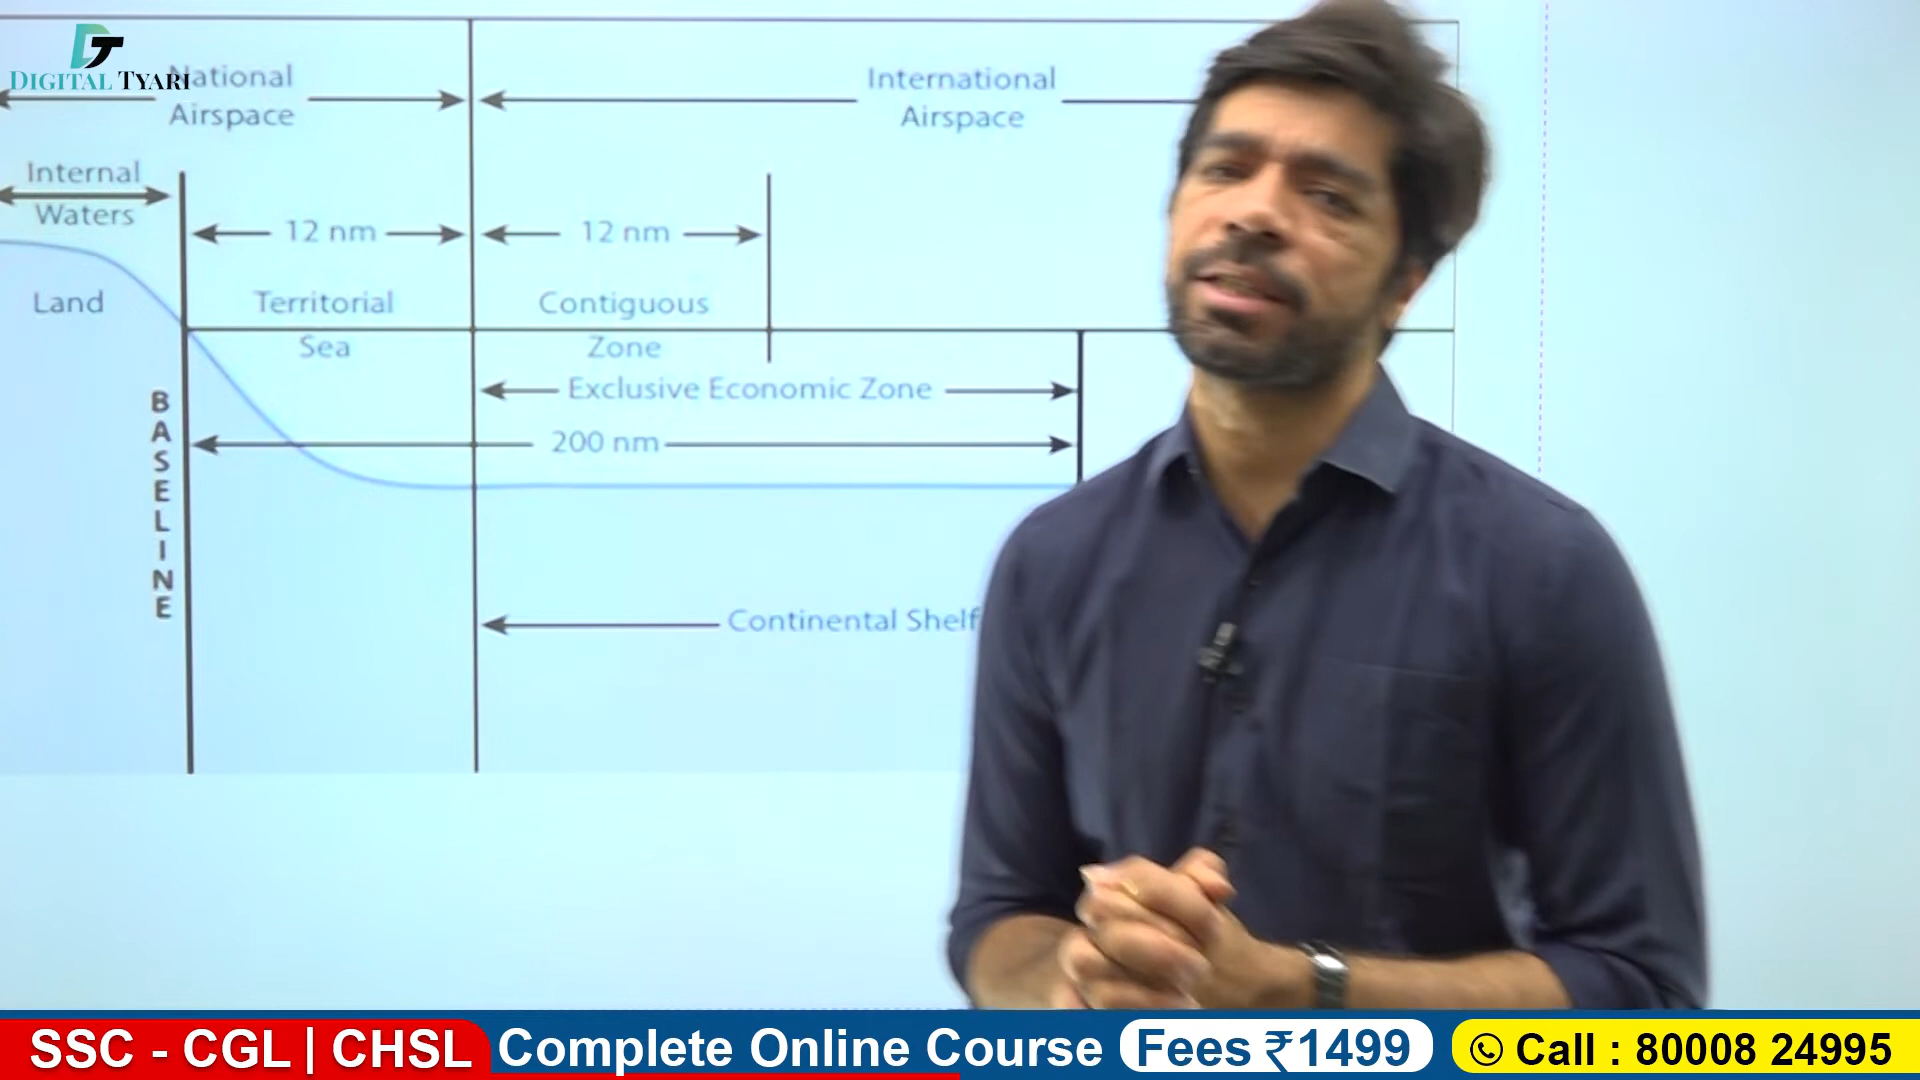 DT
DIGITAL TYARI
National
Airspace
International
Airspace
Internal
Waters
12 nm
12 nm
Land
Territorial
Sea
Contiguous
Zone
Exclusive Economic Zone
200 nm
BASELINE
Continental Shelf
SSC - CGL | CHSL
Complete Online Course
Fees ₹1499
Call : 80008 24995